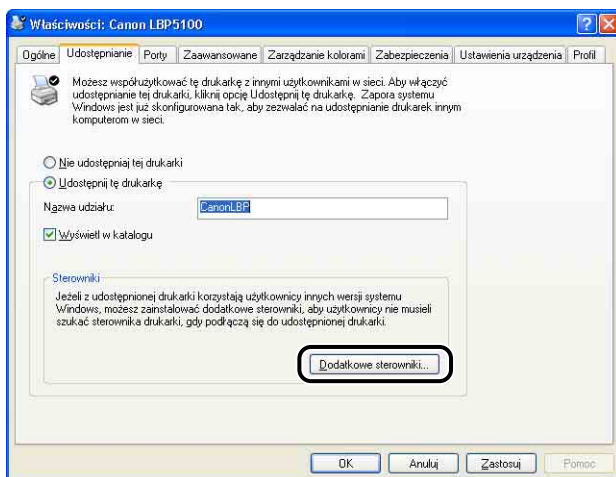 Właściwości: Canon LBP5100
Ogólne Udostępnianie Porty Zaawansowane Zarządzanie kolorami Zabezpieczenia Ustawienia urządzenia Profil
Możesz współużytkować tę drukarkę z innymi użytkownikami w sieci. Aby włączyć
udostępnianie tej drukarki, kliknij opcję Udostępnij tę drukarkę. Zapora systemu
Windows jest już skonfigurowana tak, aby zezwalać na udostępnianie drukarek innym
komputerom w sieci.
Nie udostępniaj tej drukarki
Udostępnij tę drukarkę
Nazwa udziału: CanonLBP
Wyświetl w katalogu
Sterowniki
Jeżeli z udostępnionej drukarki korzystają użytkownicy innych wersji systemu
Windows, możesz zainstalować dodatkowe sterowniki, aby użytkownicy nie musieli
szukać sterownika drukarki, gdy podłączą się do udostępnionej drukarki.
Dodatkowe sterowniki...
OK Anuluj Zastosuj Pomoc